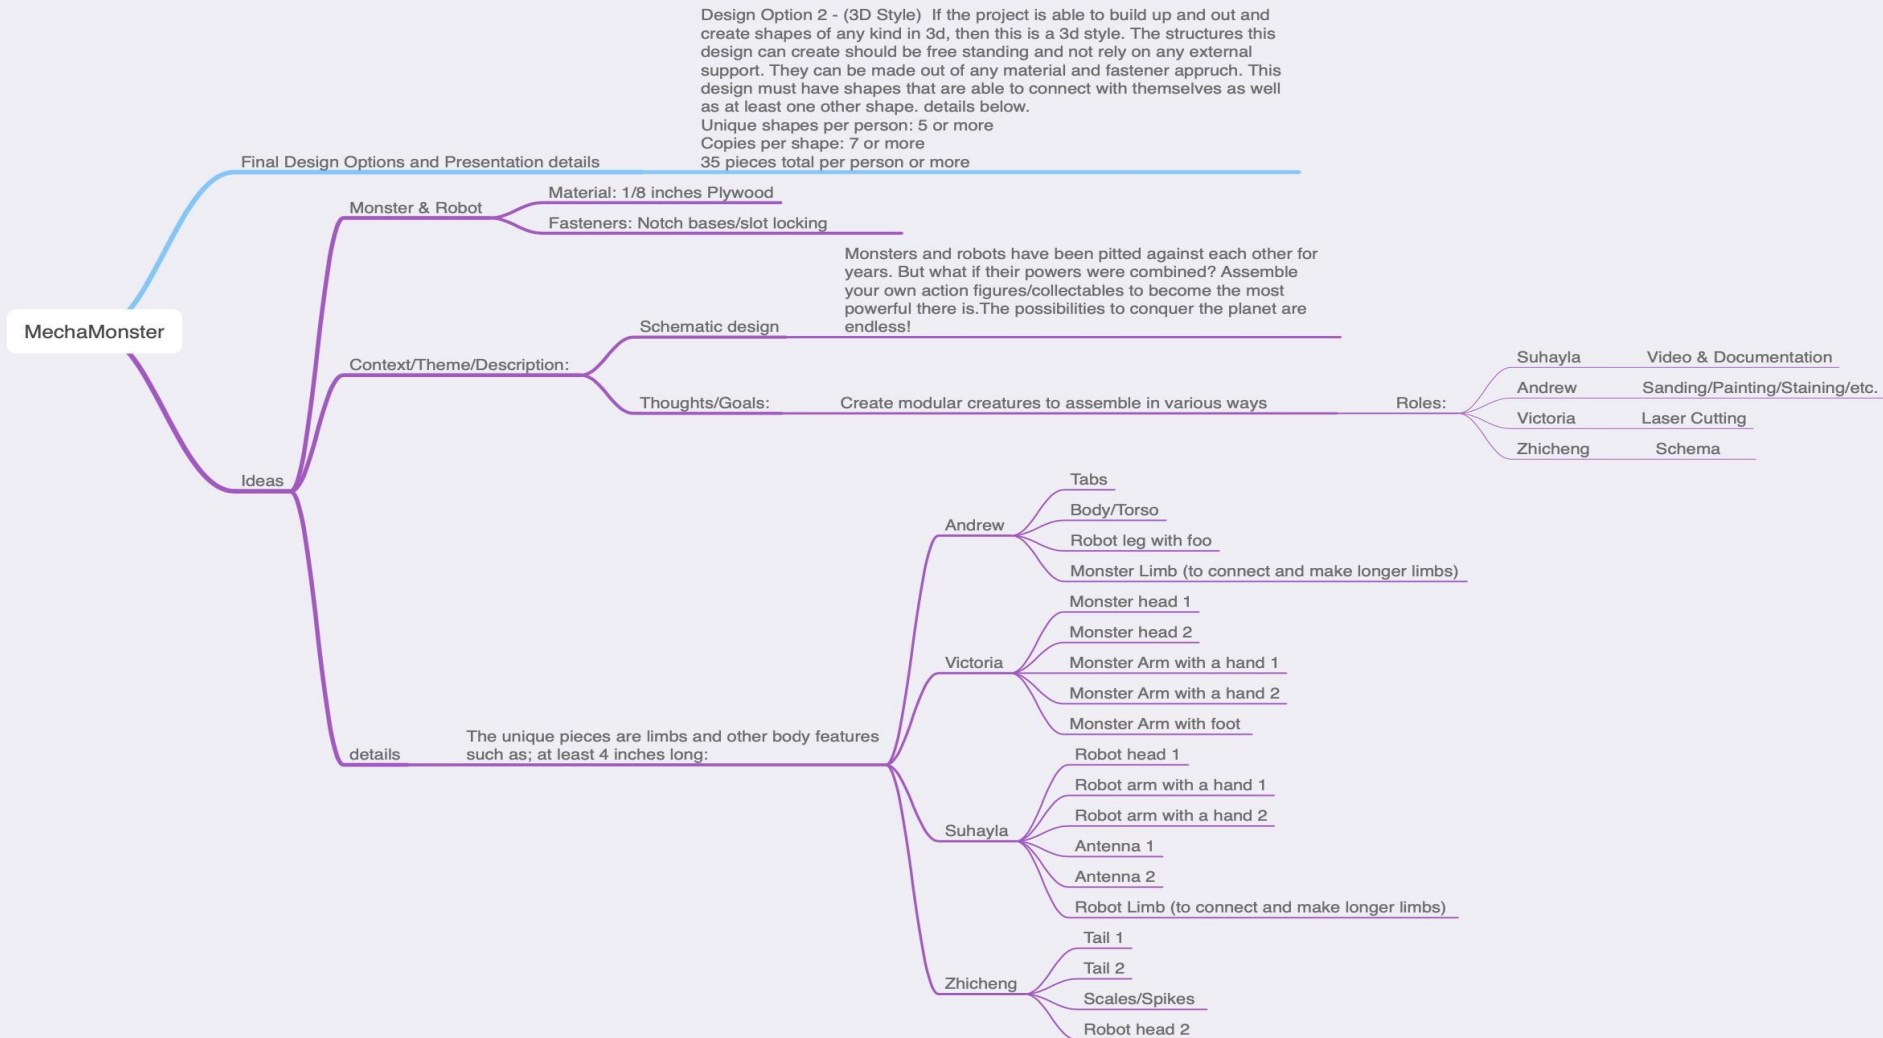 Design Option 2 - (3D Style)  If the project is able to build up and out and
create shapes of any kind in 3d, then this is a 3d style. The structures this
design can create should be free standing and not rely on any external
support. They can be made out of any material and fastener appruch. This
design must have shapes that are able to connect with themselves as well
as at least one other shape. details below.
Unique shapes per person: 5 or more
Copies per shape: 7 or more
35 pieces total per person or more
Final Design Options and Presentation details
Monster & Robot
Material: 1/8 inches Plywood
Fasteners: Notch bases/slot locking
Monsters and robots have been pitted against each other for
years. But what if their powers were combined? Assemble
your own action figures/collectables to become the most
powerful there is.The possibilities to conquer the planet are
endless!
Schematic design
MechaMonster
Context/Theme/Description:
Thoughts/Goals:
Create modular creatures to assemble in various ways
Roles:
Suhayla Video & Documentation
Andrew Sanding/Painting/Staining/etc.
Victoria Laser Cutting
Zhicheng Schema
Ideas
details
The unique pieces are limbs and other body features
such as; at least 4 inches long:
Andrew
Tabs
Body/Torso
Robot leg with foo
Monster Limb (to connect and make longer limbs)
Victoria
Monster head 1
Monster head 2
Monster Arm with a hand 1
Monster Arm with a hand 2
Monster Arm with foot
Suhayla
Robot head 1
Robot arm with a hand 1
Robot arm with a hand 2
Antenna 1
Antenna 2
Robot Limb (to connect and make longer limbs)
Zhicheng
Tail 1
Tail 2
Scales/Spikes
Robot head 2